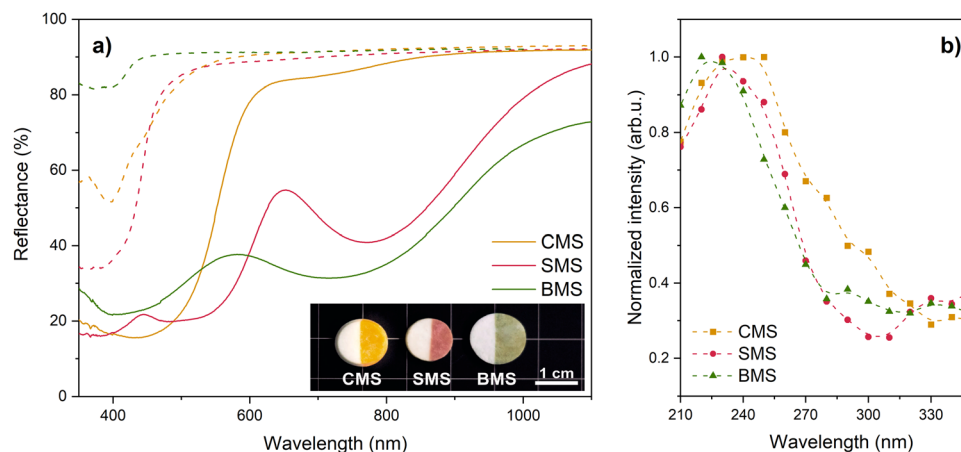 a)
100
80
60
40
20
0
Reflectance (%)
400
600
800
1000
Wavelength (nm)
CMS
SMS
BMS
CMS SMS BMS
1 cm
b)
1.0
0.8
0.6
0.4
0.2
Normalized intensity (arb.u.)
210 240 270 300 330
Wavelength (nm)
CMS
SMS
BMS